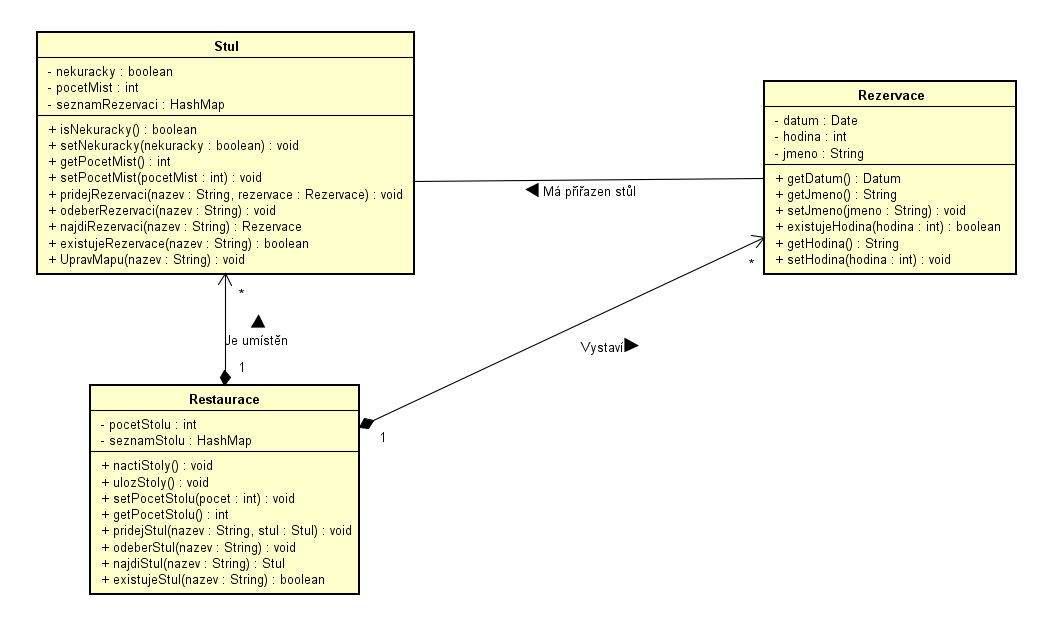 Stul
- nekuracky : boolean
- pocetMist : int
- seznamRezervaci : HashMap
+ isNekuracky() : boolean
+ setNekuracky(nekuracky : boolean) : void
+ getPocetMist() : int
+ setPocetMist(pocetMist : int) : void
+ pridejRezervaci(nazev : String, rezervace : Rezervace) : void
+ odeberRezervaci(nazev : String) : void
+ najdiRezervaci(nazev : String) : Rezervace
+ existujeRezervace(nazev : String) : boolean
+ UpravMapu(nazev : String) : void
Rezervace
- datum : Date
- hodina : int
- jmeno : String
+ getDatum() : Datum
+ getJmeno() : String
+ setJmeno(jmeno : String) : void
+ existujeHodina(hodina : int) : boolean
+ getHodina() : String
+ setHodina(hodina : int) : void
◀ Má přiřazen stůl
*
*
▲
Je umístěn
Vystaví▶
1
1
Restaurace
- pocetStolu : int
- seznamStolu : HashMap
+ nactiStoly() : void
+ ulozStoly() : void
+ setPocetStolu(pocet : int) : void
+ getPocetStolu() : int
+ pridejStul(nazev : String, stul : Stul) : void
+ odeberStul(nazev : String) : void
+ najdiStul(nazev : String) : Stul
+ existujeStul(nazev : String) : boolean